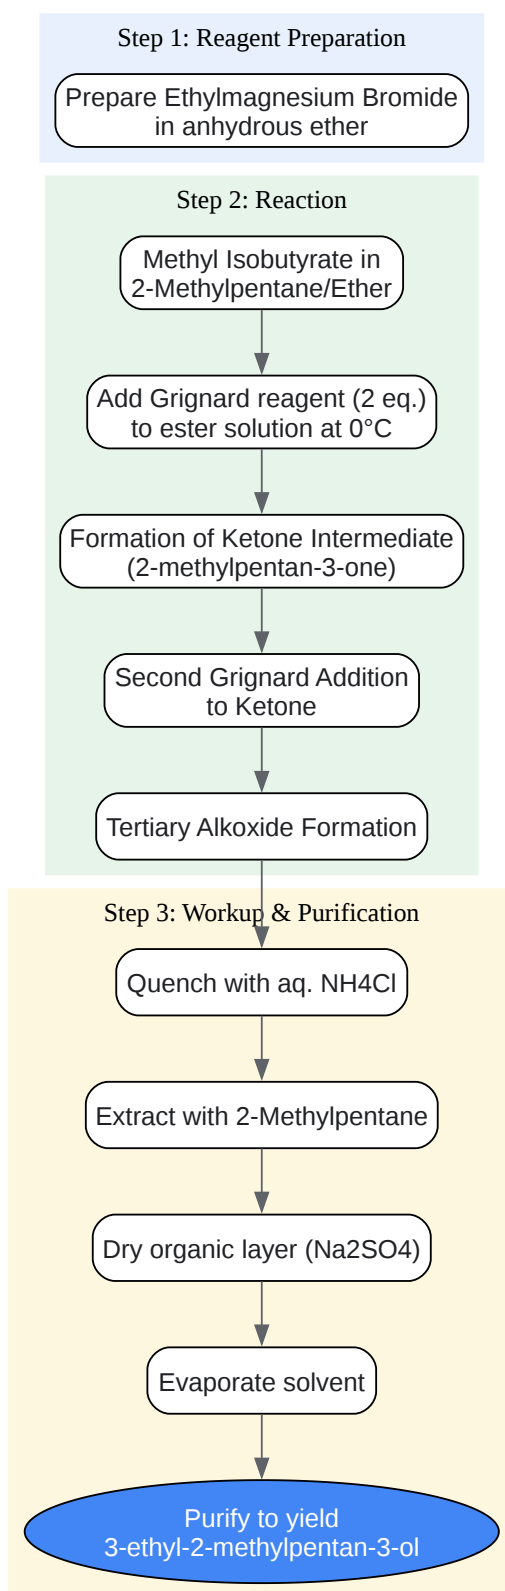 Step 1: Reagent Preparation
Prepare Ethylmagnesium Bromide
in anhydrous ether
Step 2: Reaction
Methyl Isobutyrate in
2-Methylpentane/Ether
Add Grignard reagent (2 eq.)
to ester solution at 0°C
Formation of Ketone Intermediate
(2-methylpentan-3-one)
Second Grignard Addition
to Ketone
Tertiary Alkoxide Formation
Step 3: Workup & Purification
Quench with aq. NH4Cl
Extract with 2-Methylpentane
Dry organic layer (Na2SO4)
Evaporate solvent
Purify to yield
3-ethyl-2-methylpentan-3-ol